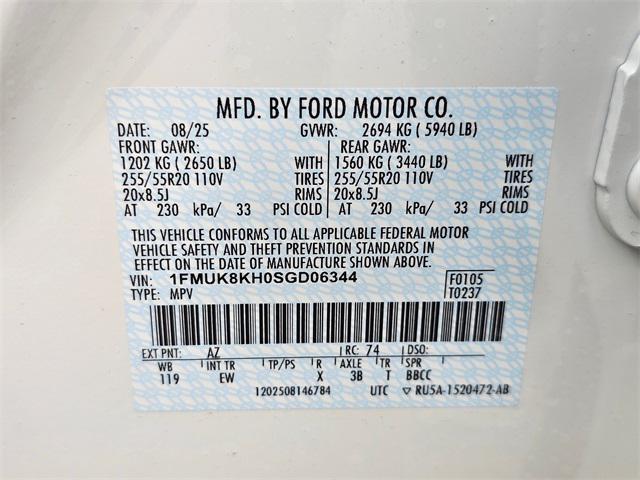 MFD. BY FORD MOTOR CO.
DATE: 08/25 GVWR: 2694 KG ( 5940 LB)
FRONT GAWR: REAR GAWR:
1202 KG ( 2650 LB) WITH 1560 KG ( 3440 LB) WITH
255/55R20 110V TIRES 255/55R20 110V TIRES
20x8.5J RIMS 20x8.5J RIMS
AT 230 kPa/ 33 PSI COLD AT 230 kPa/ 33 PSI COLD
THIS VEHICLE CONFORMS TO ALL APPLICABLE FEDERAL MOTOR
VEHICLE SAFETY AND THEFT PREVENTION STANDARDS IN
EFFECT ON THE DATE OF MANUFACTURE SHOWN ABOVE.
VIN: 1FMUK8KH0SGD06344 F0105
TYPE: MPV T0237
EXT PNT: AZ RC: 74 DSO:
WB INT TR TP/PS R AXLE TR SPR
119 EW X 3B T BBCC
1202508146784 UTC RU5A-1520472-AB